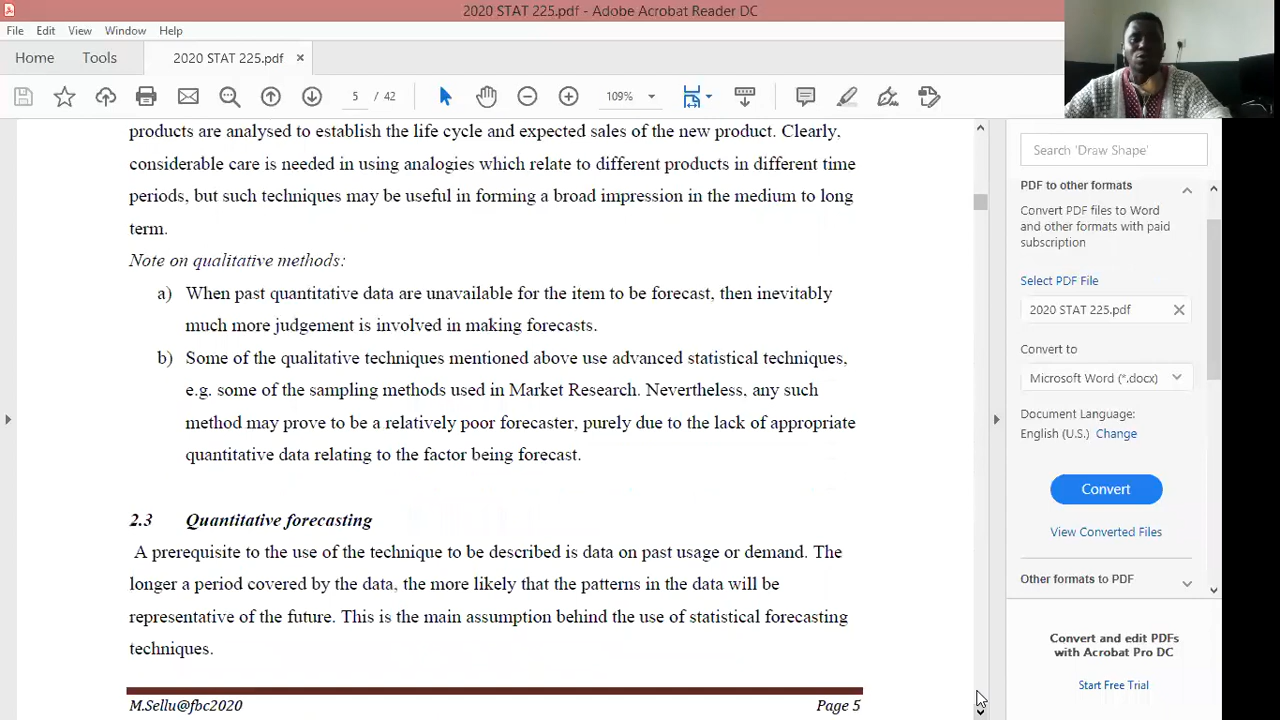 2020 STAT 225.pdf - Adobe Acrobat Reader DC
File Edit View Window Help
Home Tools 2020 STAT 225.pdf ×
5 / 42 109%
products are analysed to establish the life cycle and expected sales of the new product. Clearly,
considerable care is needed in using analogies which relate to different products in different time
periods, but such techniques may be useful in forming a broad impression in the medium to long
term.
Note on qualitative methods:
a) When past quantitative data are unavailable for the item to be forecast, then inevitably
much more judgement is involved in making forecasts.
b) Some of the qualitative techniques mentioned above use advanced statistical techniques,
e.g. some of the sampling methods used in Market Research. Nevertheless, any such
method may prove to be a relatively poor forecaster, purely due to the lack of appropriate
quantitative data relating to the factor being forecast.
2.3 Quantitative forecasting
A prerequisite to the use of the technique to be described is data on past usage or demand. The
longer a period covered by the data, the more likely that the patterns in the data will be
representative of the future. This is the main assumption behind the use of statistical forecasting
techniques.
M.Sellu@fbc2020 Page 5
Search 'Draw Shape'
PDF to other formats
Convert PDF files to Word
and other formats with paid
subscription
Select PDF File
2020 STAT 225.pdf
Convert to
Microsoft Word (*.docx)
Document Language:
English (U.S.) Change
Convert
View Converted Files
Other formats to PDF
Convert and edit PDFs
with Acrobat Pro DC
Start Free Trial